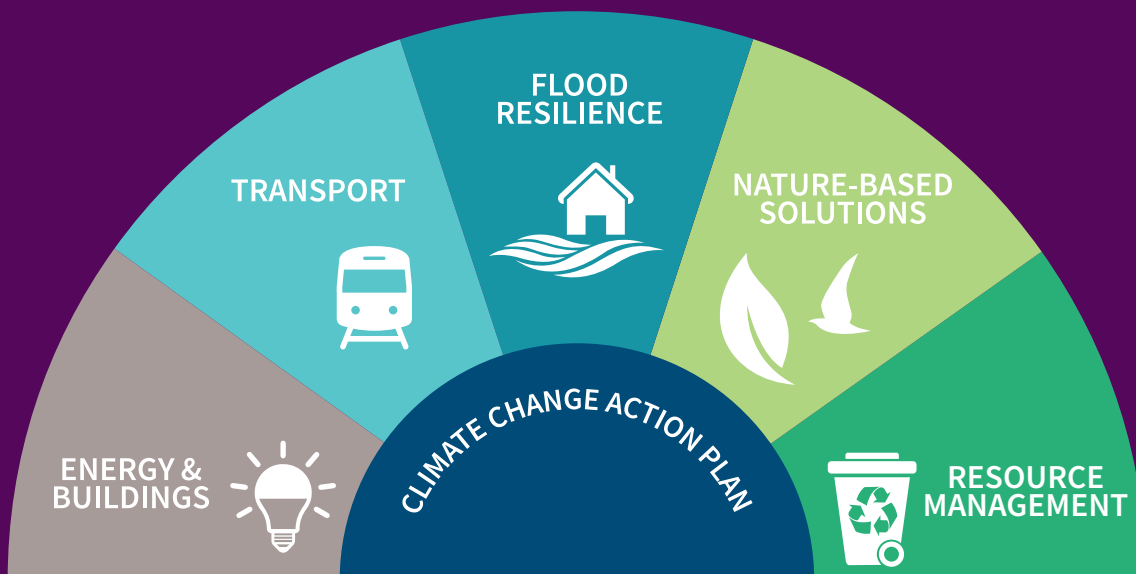 FLOOD
RESILIENCE
TRANSPORT
NATURE-BASED
SOLUTIONS
CLIMATE CHANGE ACTION PLAN
ENERGY &
BUILDINGS
RESOURCE
MANAGEMENT